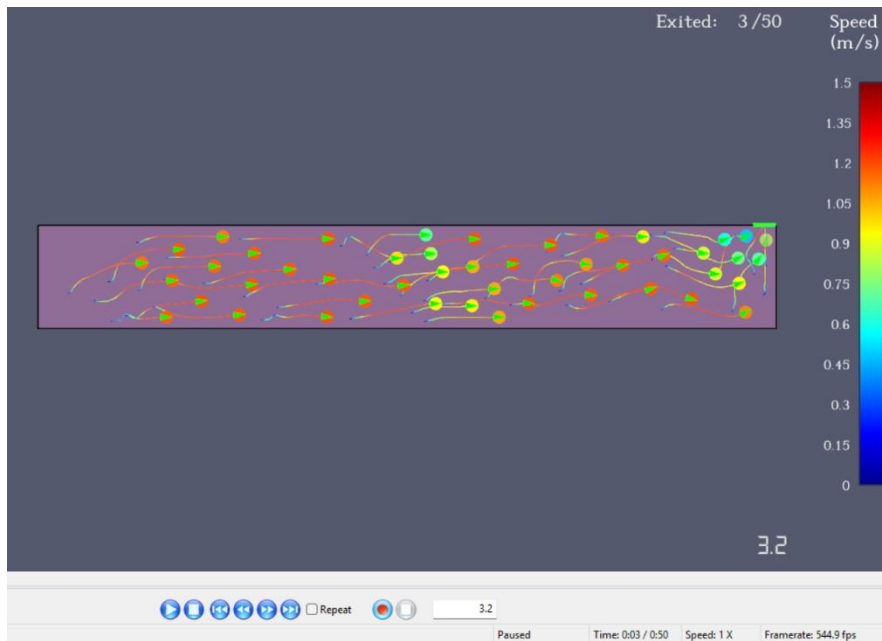 Exited: 3/50
Speed
(m/s)
1.5
1.35
1.2
1.05
0.9
0.75
0.6
0.45
0.3
0.15
0
3.2
Repeat
3.2
Paused
Time: 0:03 / 0:50
Speed: 1 X
Framerate: 544.9 fps